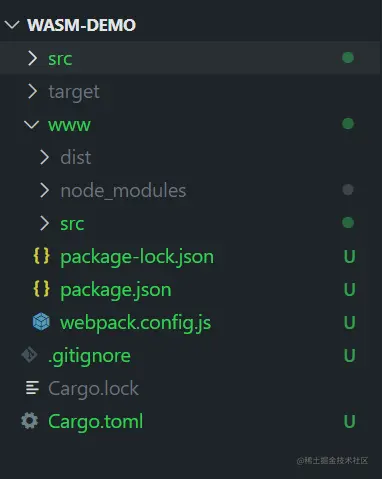 WASM-DEMO
src
target
www
dist
node_modules
src
package-lock.json U
package.json U
webpack.config.js U
.gitignore U
Cargo.lock
Cargo.toml U
@稀土掘金技术社区